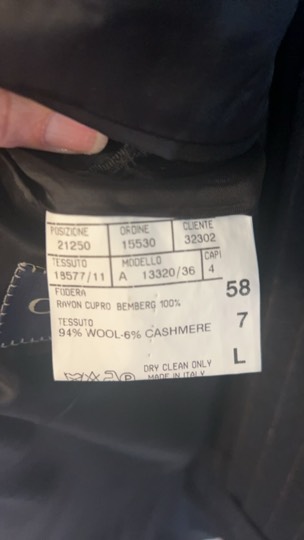 POSIZIONE ORDINE CLIENTE
21250 15530 32302
TESSUTO MODELLO CAPI
18577/11 A 13320/36 4
FODERA
RAYON CUPRO BEMBERG 100%
58
TESSUTO
94% WOOL-6% CASHMERE
7
DRY CLEAN ONLY
L
MADE IN ITALY